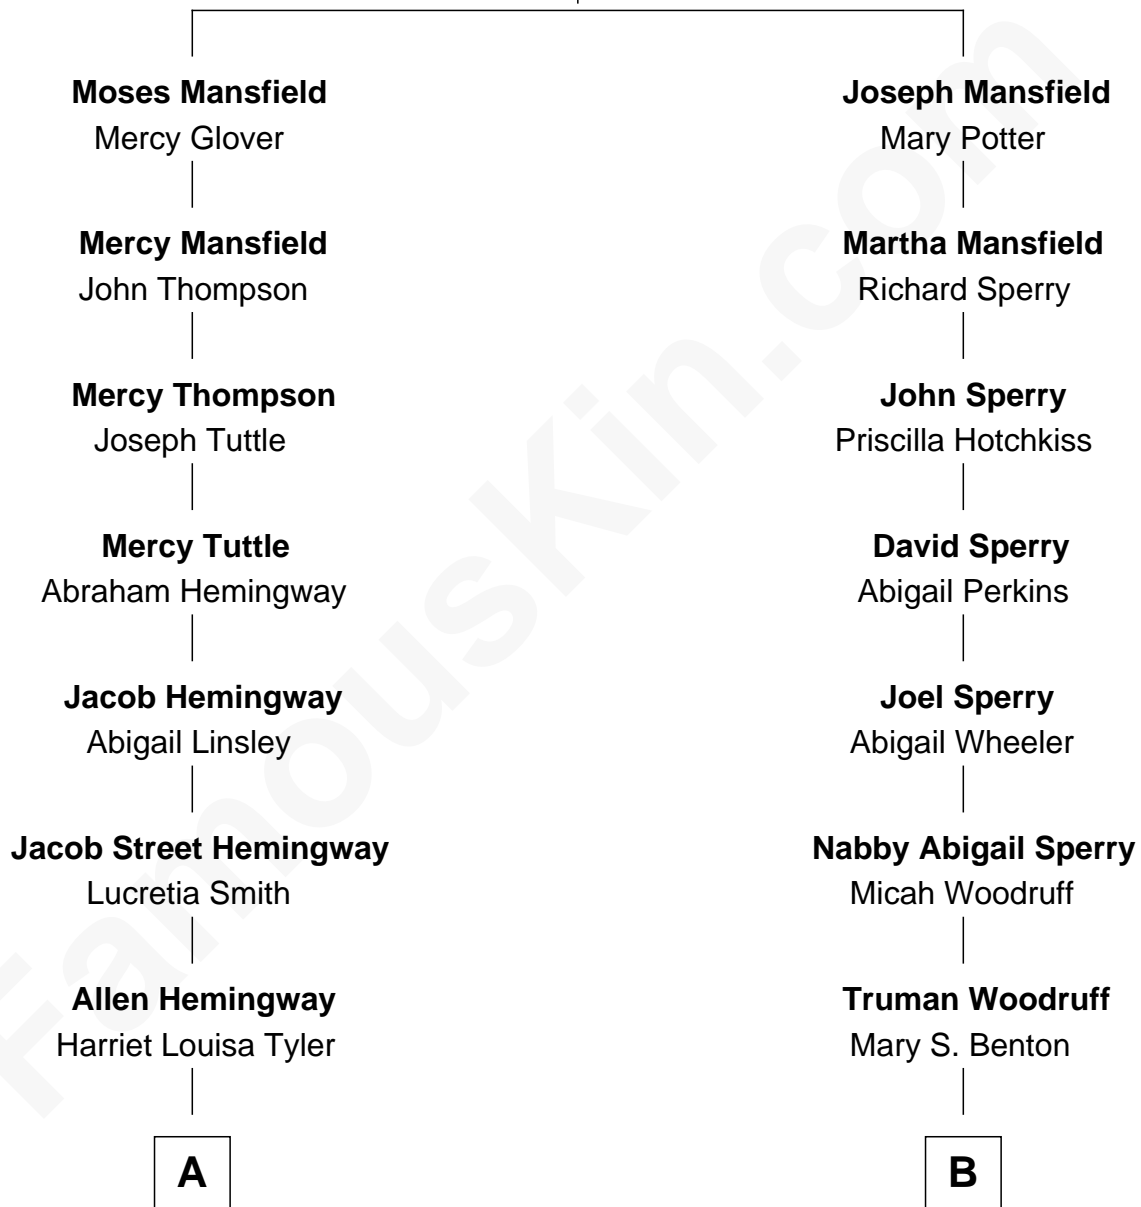 Moses Mansfield
Mercy Glover
Mercy Mansfield
John Thompson
Mercy Thompson
Joseph Tuttle
Mercy Tuttle
Abraham Hemingway
Jacob Hemingway
Abigail Linsley
Jacob Street Hemingway
Lucretia Smith
Allen Hemingway
Harriet Louisa Tyler
A
Joseph Mansfield
Mary Potter
Martha Mansfield
Richard Sperry
John Sperry
Priscilla Hotchkiss
David Sperry
Abigail Perkins
Joel Sperry
Abigail Wheeler
Nabby Abigail Sperry
Micah Woodruff
Truman Woodruff
Mary S. Benton
B
FamousKin.com